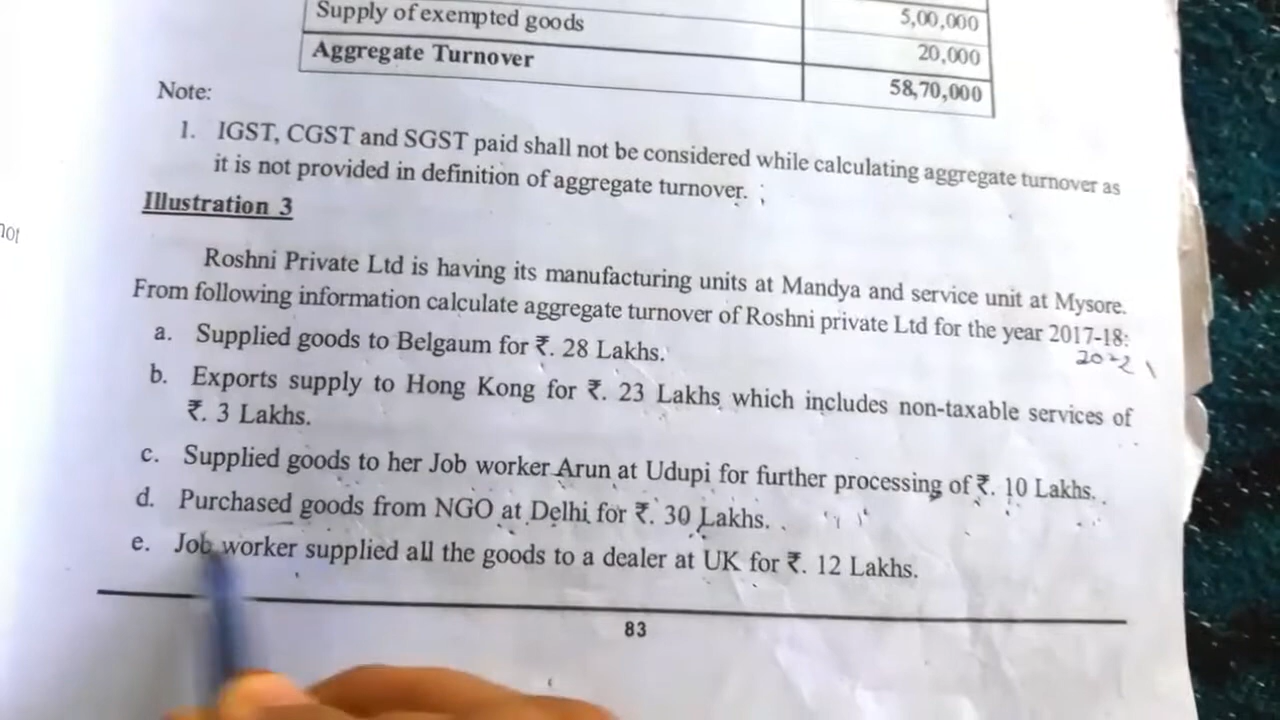 Supply of exempted goods 5,00,000
Aggregate Turnover 20,000
58,70,000
Note:
1. IGST, CGST and SGST paid shall not be considered while calculating aggregate turnover as
it is not provided in definition of aggregate turnover.
Illustration 3
not
Roshni Private Ltd is having its manufacturing units at Mandya and service unit at Mysore.
From following information calculate aggregate turnover of Roshni private Ltd for the year 2017-18:
a. Supplied goods to Belgaum for ₹. 28 Lakhs.
b. Exports supply to Hong Kong for ₹. 23 Lakhs which includes non-taxable services of
₹. 3 Lakhs.
c. Supplied goods to her Job worker Arun at Udupi for further processing of ₹. 10 Lakhs.
d. Purchased goods from NGO at Delhi for ₹. 30 Lakhs.
e. Job worker supplied all the goods to a dealer at UK for ₹. 12 Lakhs.
83